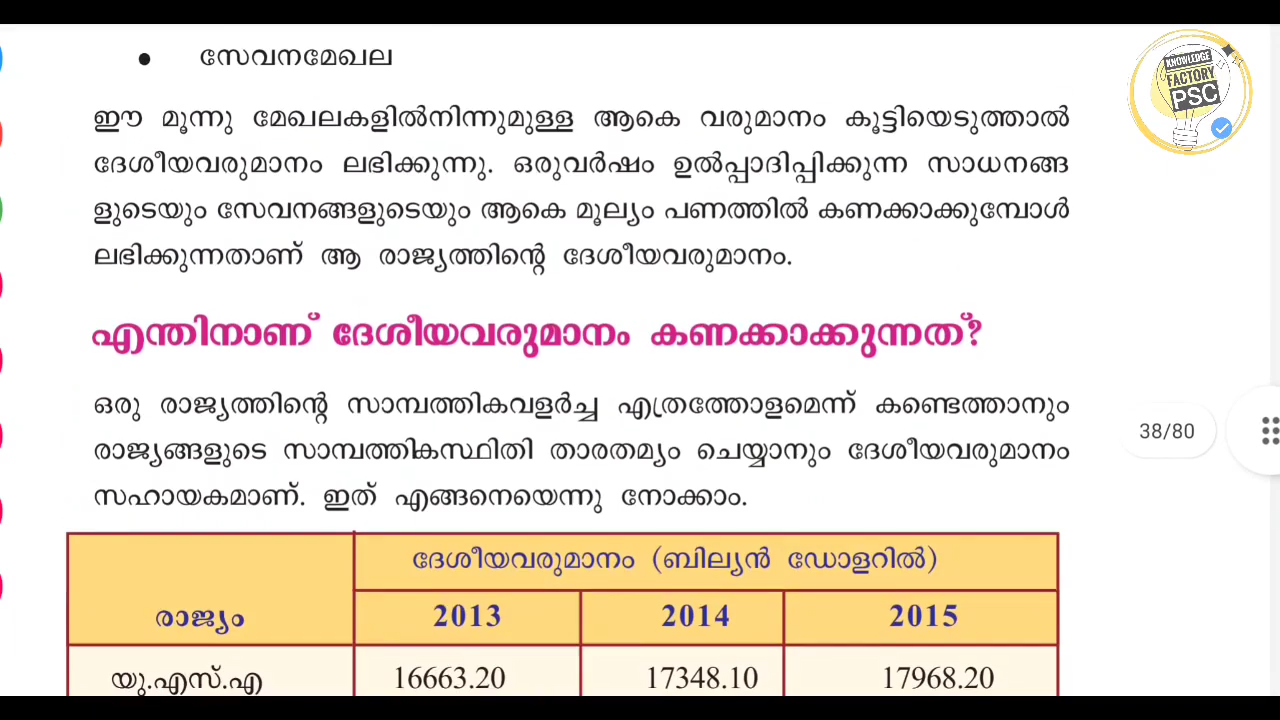 • സേവനമേഖല
KNOWLEDGE
FACTORY
PSC
ഈ മൂന്നു മേഖലകളിൽനിന്നുമുള്ള ആകെ വരുമാനം കൂട്ടിയെടുത്താൽ
ദേശീയവരുമാനം ലഭിക്കുന്നു. ഒരുവർഷം ഉൽപ്പാദിപ്പിക്കുന്ന സാധനങ്ങ
ളുടെയും സേവനങ്ങളുടെയും ആകെ മൂല്യം പണത്തിൽ കണക്കാക്കുമ്പോൾ
ലഭിക്കുന്നതാണ് ആ രാജ്യത്തിന്റെ ദേശീയവരുമാനം.
എന്തിനാണ് ദേശീയവരുമാനം കണക്കാക്കുന്നത്?
ഒരു രാജ്യത്തിന്റെ സാമ്പത്തികവളർച്ച എത്രത്തോളമെന്ന് കണ്ടെത്താനും
രാജ്യങ്ങളുടെ സാമ്പത്തികസ്ഥിതി താരതമ്യം ചെയ്യാനും ദേശീയവരുമാനം
സഹായകമാണ്. ഇത് എങ്ങനെയെന്നു നോക്കാം.
38/80
ദേശീയവരുമാനം (ബില്യൻ ഡോളറിൽ)
രാജ്യം 2013 2014 2015
യു.എസ്.എ 16663.20 17348.10 17968.20